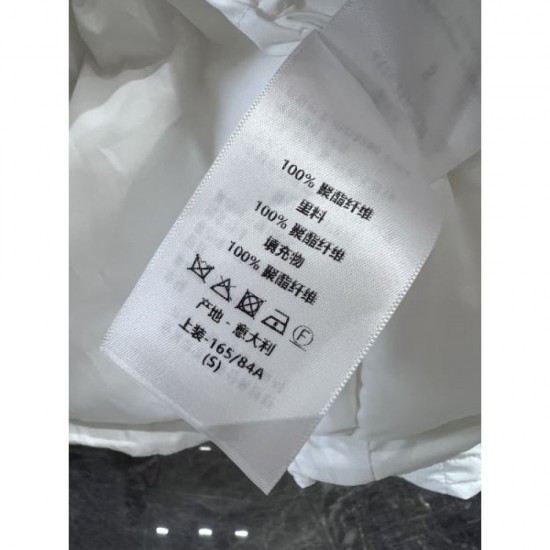 100% 聚酯纤维
里料
100% 聚酯纤维
填充物
100% 聚酯纤维
F
产地 - 意大利
上装-165/84A
(S)